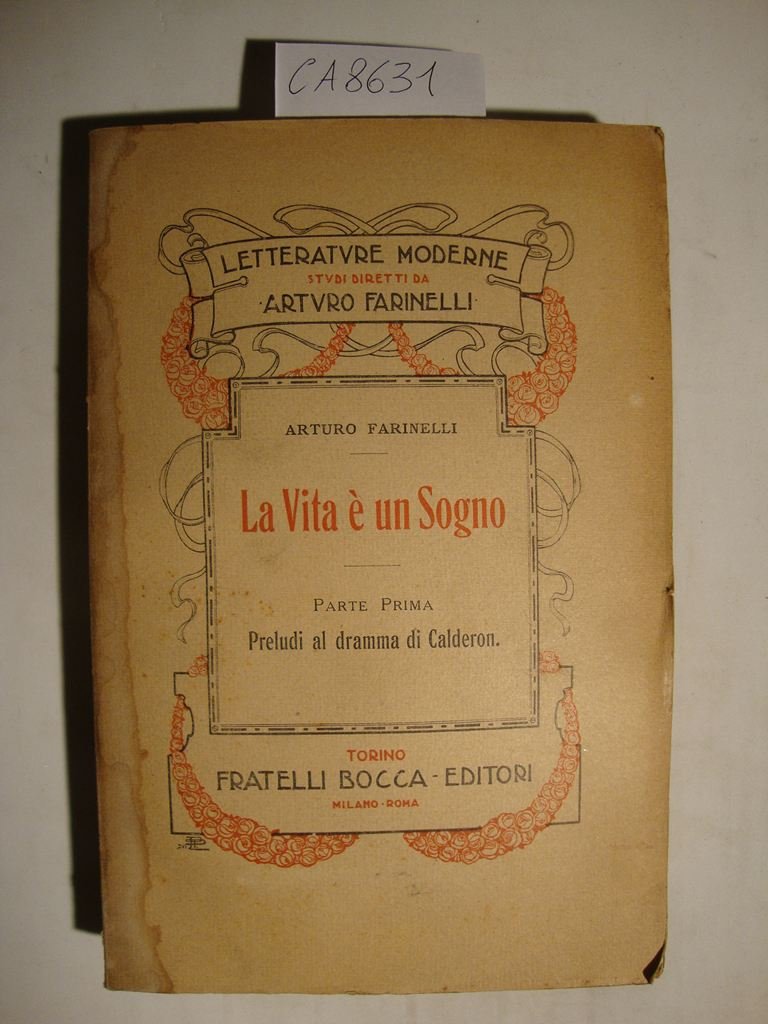 CA8631
LETTERATVRE MODERNE
STVDI DIRETTI DA
·ARTVRO FARINELLI·
ARTURO FARINELLI
La Vita è un Sogno
PARTE PRIMA
Preludi al dramma di Calderon.
TORINO
FRATELLI BOCCA - EDITORI
MILANO · ROMA